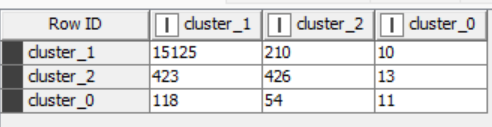 Row ID cluster_1 cluster_2 cluster_0
cluster_1 15125 210 10
cluster_2 423 426 13
cluster_0 118 54 11